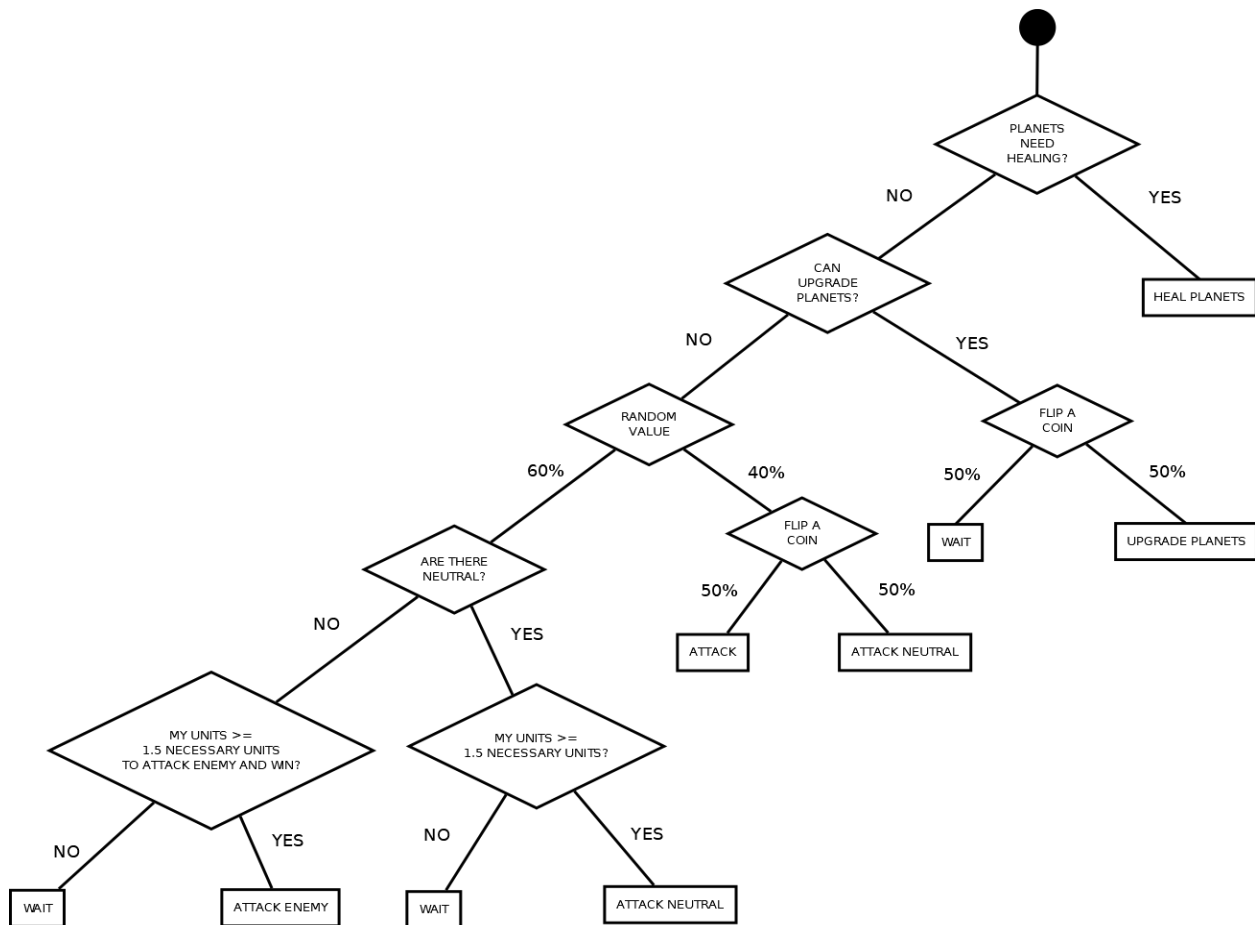 PLANETS
NEED
HEALING?
NO
YES
CAN
UPGRADE
PLANETS?
HEAL PLANETS
NO
YES
RANDOM
VALUE
FLIP A
COIN
60%
40%
50%
50%
FLIP A
COIN
WAIT
UPGRADE PLANETS
ARE THERE
NEUTRAL?
50%
50%
NO
YES
ATTACK
ATTACK NEUTRAL
MY UNITS >=
1.5 NECESSARY UNITS
TO ATTACK ENEMY AND WIN?
MY UNITS >=
1.5 NECESSARY UNITS?
NO
YES
NO
YES
WAIT
ATTACK ENEMY
WAIT
ATTACK NEUTRAL